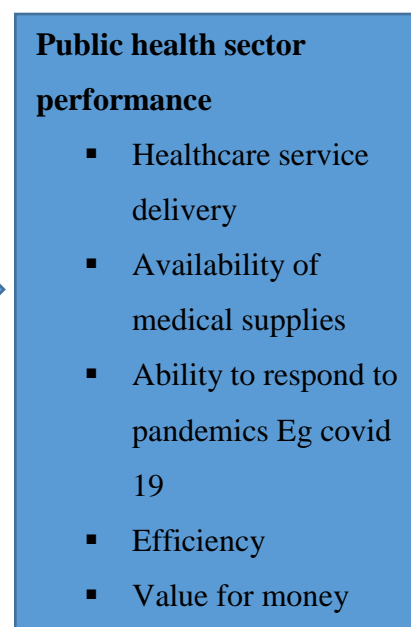 Public health sector
performance
▪ Healthcare service
delivery
▪ Availability of
medical supplies
▪ Ability to respond to
pandemics Eg covid
19
▪ Efficiency
▪ Value for money